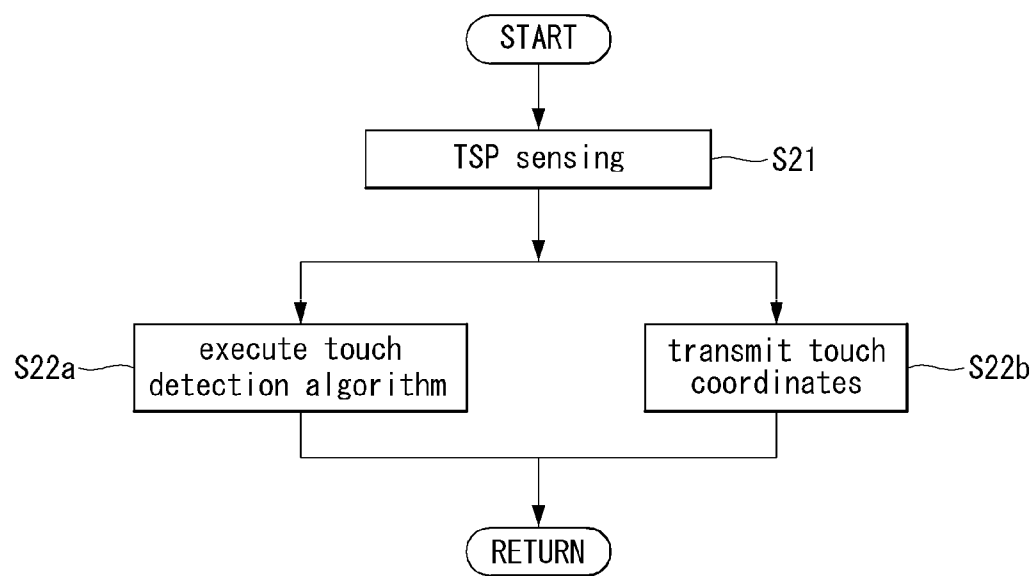 START
TSP sensing
S21
S22a
execute touch
detection algorithm
transmit touch
coordinates
S22b
RETURN